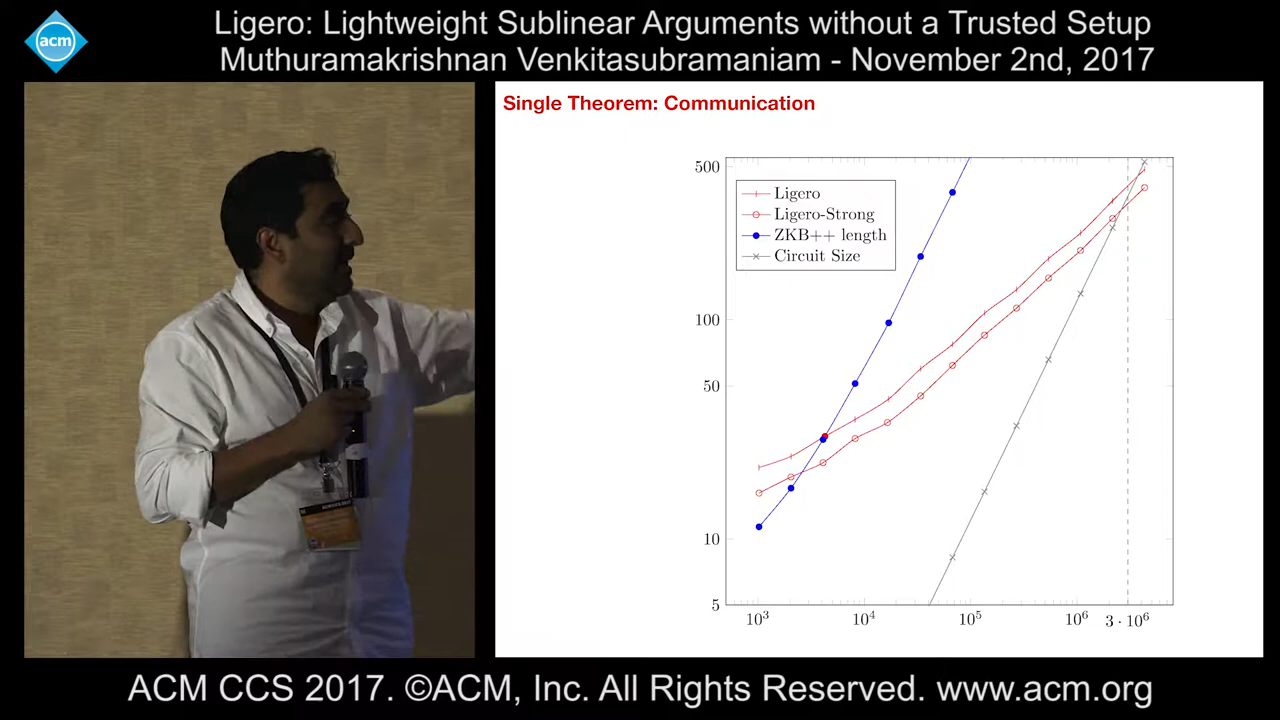 Ligero: Lightweight Sublinear Arguments without a Trusted Setup
acm
Muthuramakrishnan Venkitasubramaniam - November 2nd, 2017
Single Theorem: Communication
500
Ligero
Ligero-Strong
ZKB++ length
Circuit Size
100
50
10
5
10³
10⁴
10⁵
10⁶
3 · 10⁶
ACM CCS 2017. ©ACM, Inc. All Rights Reserved. www.acm.org